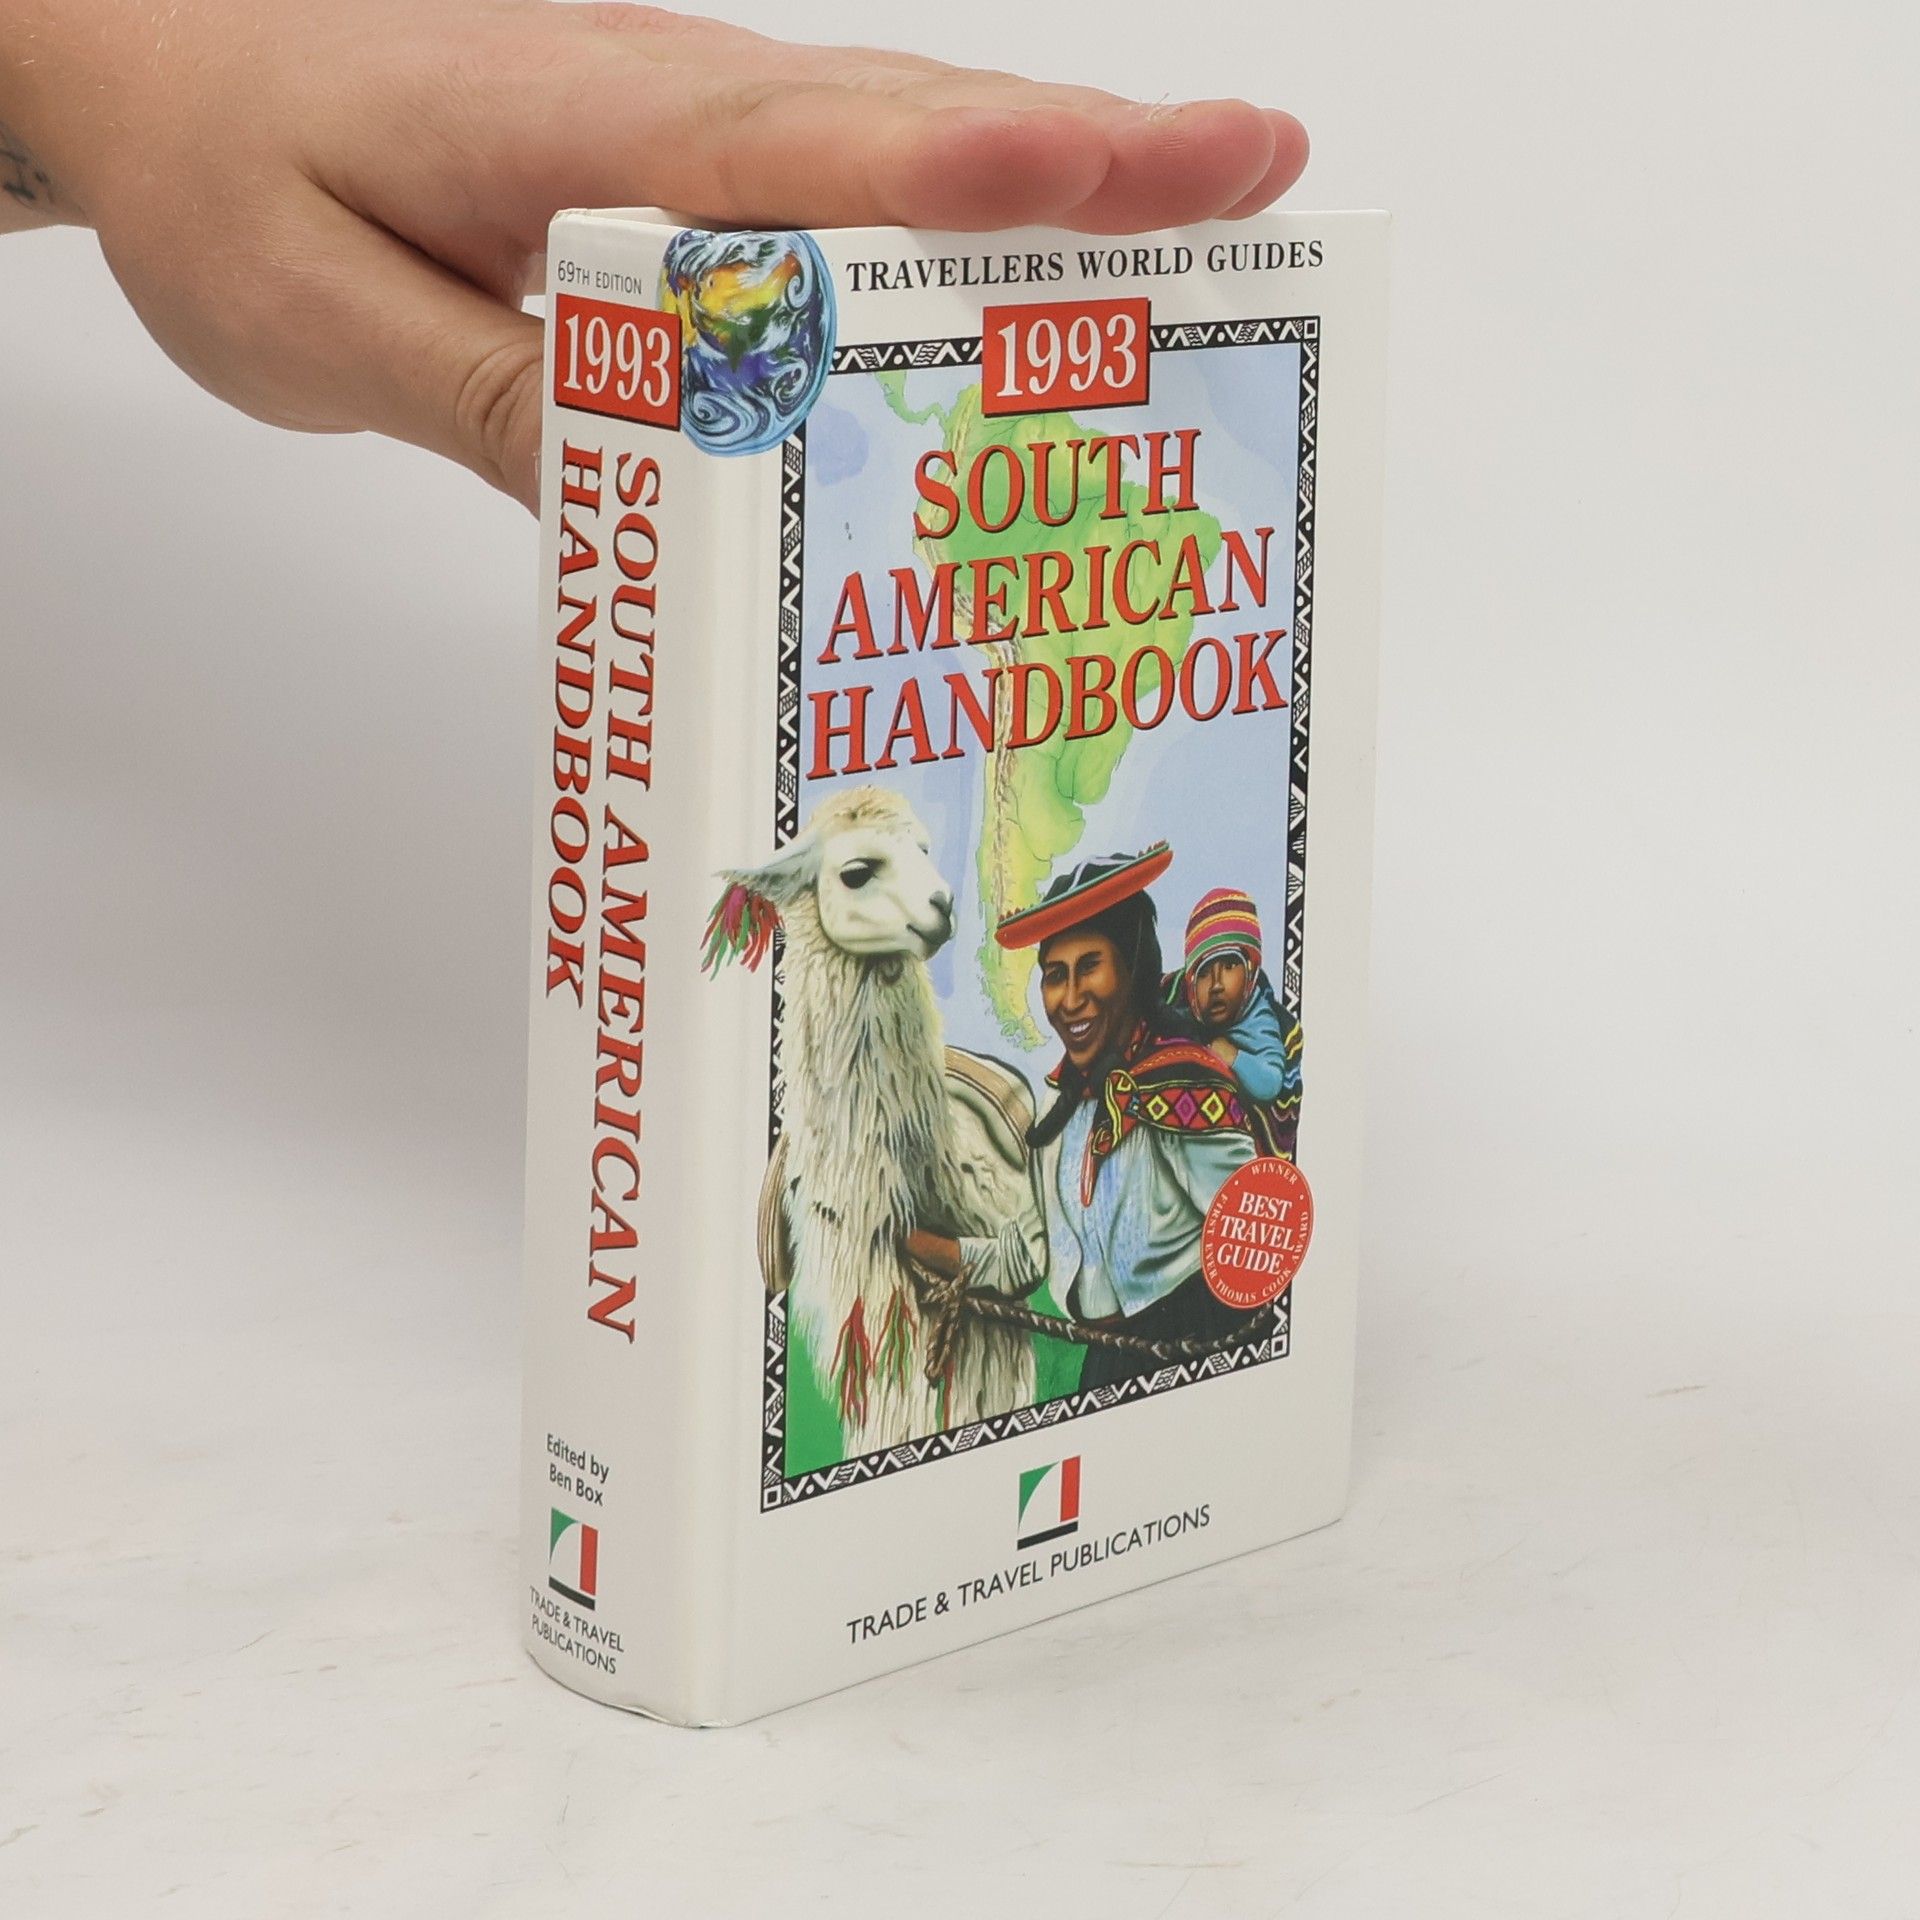 69TH EDITION
1993
SOUTH AMERICAN
HANDBOOK
Edited by
Ben Box
TRADE & TRAVEL
PUBLICATIONS
TRAVELLERS WORLD GUIDES
1993
SOUTH
AMERICAN
HANDBOOK
WINNER
BEST
TRAVEL
GUIDE
FIRST EVER THOMAS COOK AWARD
TRADE & TRAVEL PUBLICATIONS